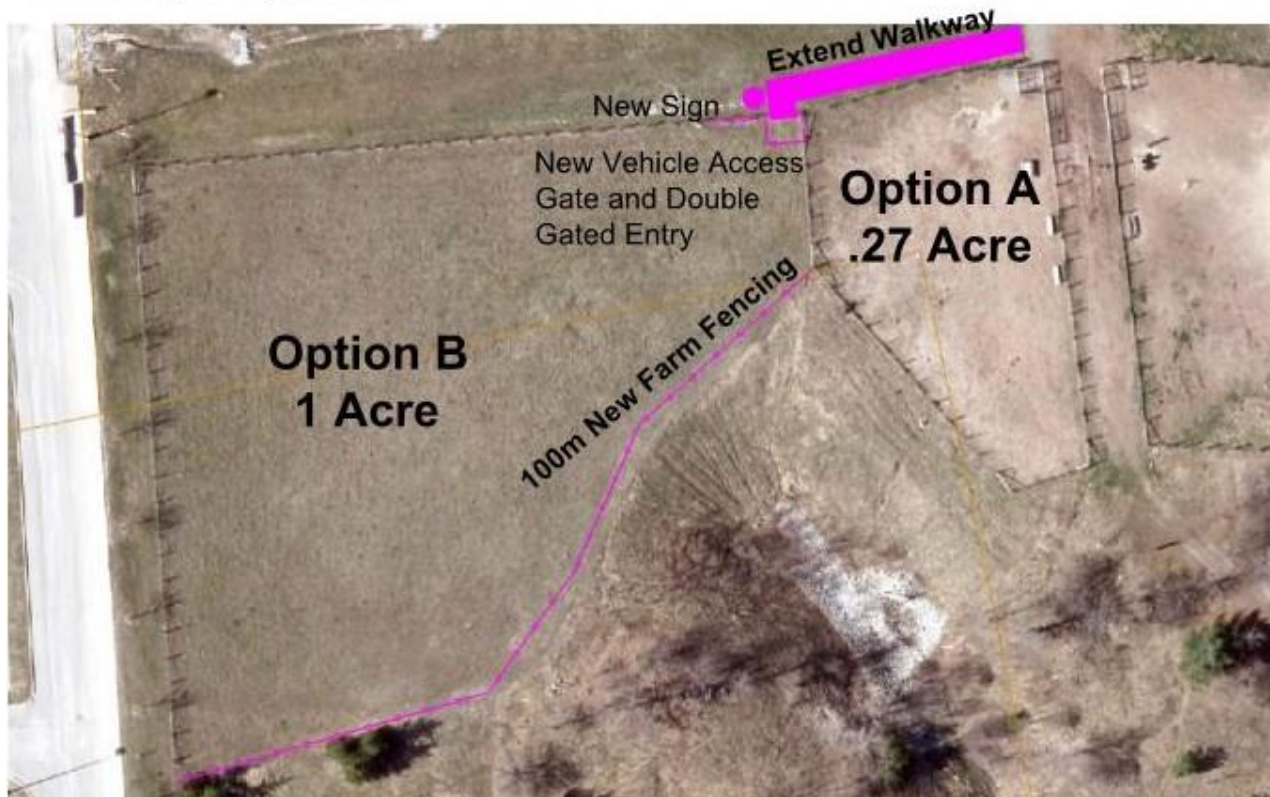 Extend Walkway
New Sign
New Vehicle Access
Gate and Double
Gated Entry
Option A
.27 Acre
100m New Farm Fencing
Option B
1 Acre